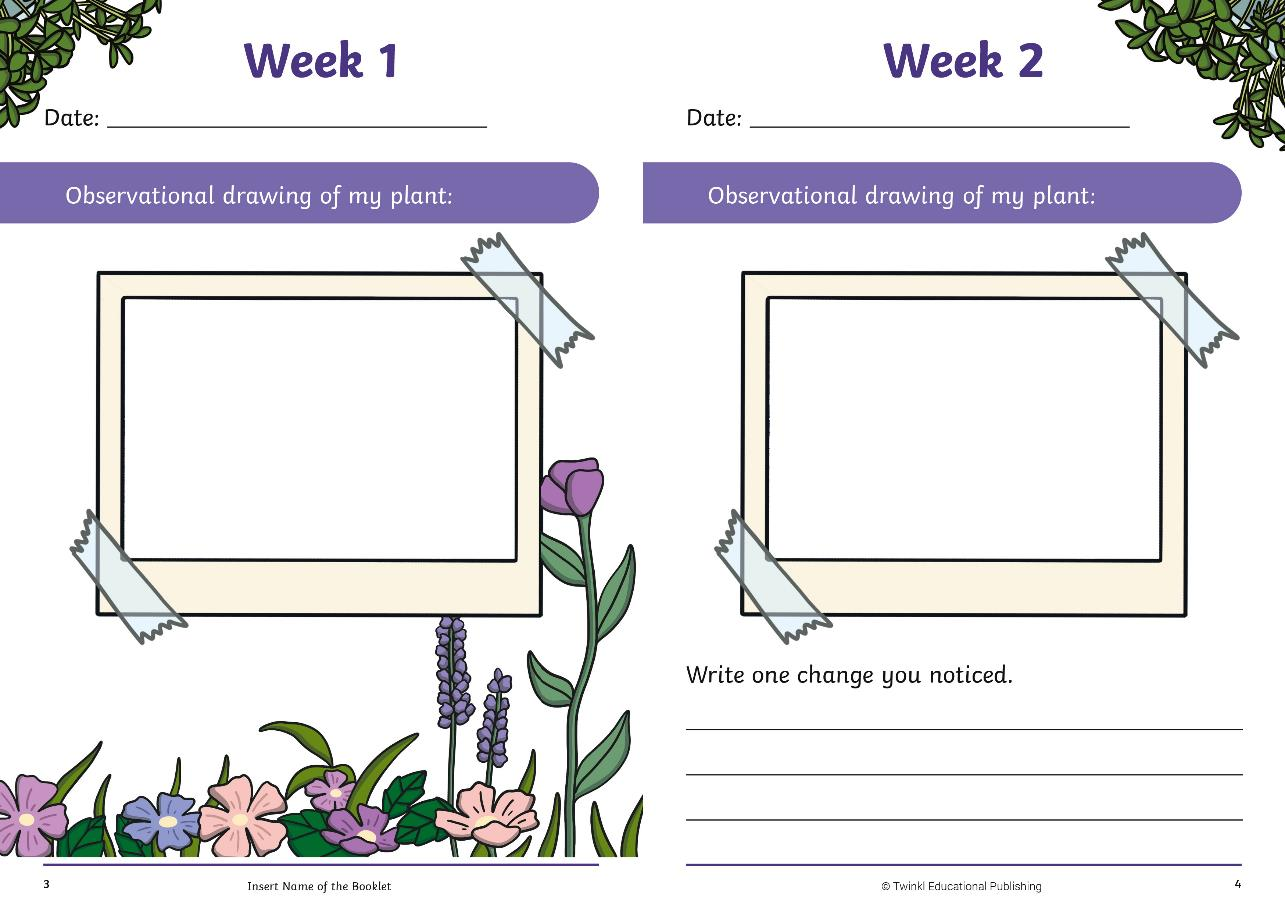 Week 1
Date:
Observational drawing of my plant:
3
Insert Name of the Booklet
Week 2
Date:
Observational drawing of my plant:
Write one change you noticed.
© Twinkl Educational Publishing
4